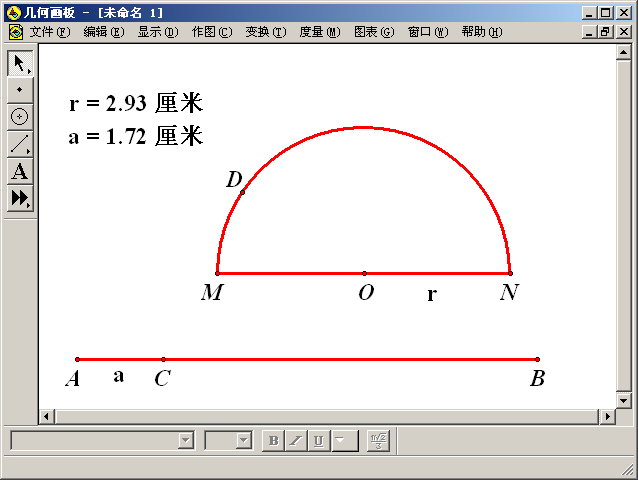 几何画板 - [未命名 1]
文件(F) 编辑(E) 显示(D) 作图(C) 变换(T) 度量(M) 图表(G) 窗口(W) 帮助(H)
r = 2.93 厘米
a = 1.72 厘米
A
D
M O r N
A a C B
B I U